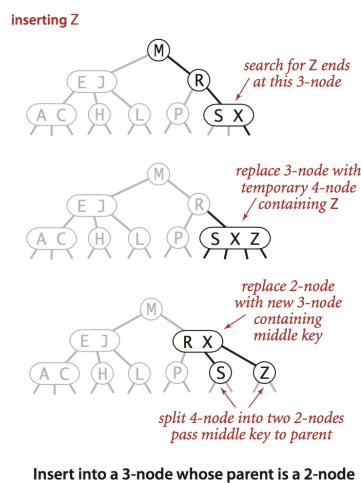 inserting Z
M
E J
R
search for Z ends
at this 3-node
A C
H
L
P
S X
replace 3-node with
temporary 4-node
containing Z
M
E J
R
A C
H
L
P
S X Z
replace 2-node
with new 3-node
containing
middle key
M
E J
R X
A C
H
L
P
S
Z
split 4-node into two 2-nodes
pass middle key to parent
Insert into a 3-node whose parent is a 2-node